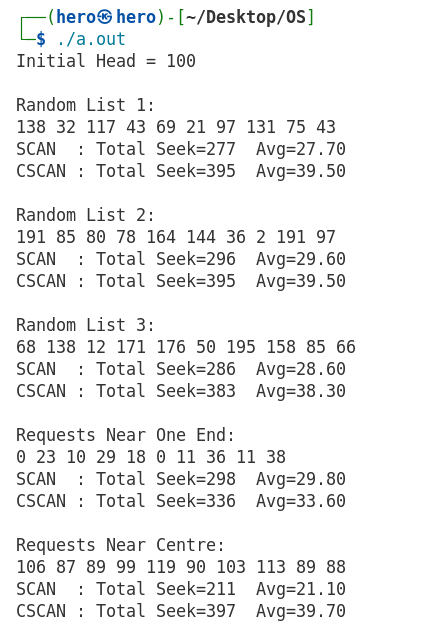 ┌──(hero㉿hero)-[~/Desktop/OS]
└─$ ./a.out
Initial Head = 100
Random List 1:
138 32 117 43 69 21 97 131 75 43
SCAN  : Total Seek=277  Avg=27.70
CSCAN : Total Seek=395  Avg=39.50
Random List 2:
191 85 80 78 164 144 36 2 191 97
SCAN  : Total Seek=296  Avg=29.60
CSCAN : Total Seek=395  Avg=39.50
Random List 3:
68 138 12 171 176 50 195 158 85 66
SCAN  : Total Seek=286  Avg=28.60
CSCAN : Total Seek=383  Avg=38.30
Requests Near One End:
0 23 10 29 18 0 11 36 11 38
SCAN  : Total Seek=298  Avg=29.80
CSCAN : Total Seek=336  Avg=33.60
Requests Near Centre:
106 87 89 99 119 90 103 113 89 88
SCAN  : Total Seek=211  Avg=21.10
CSCAN : Total Seek=397  Avg=39.70